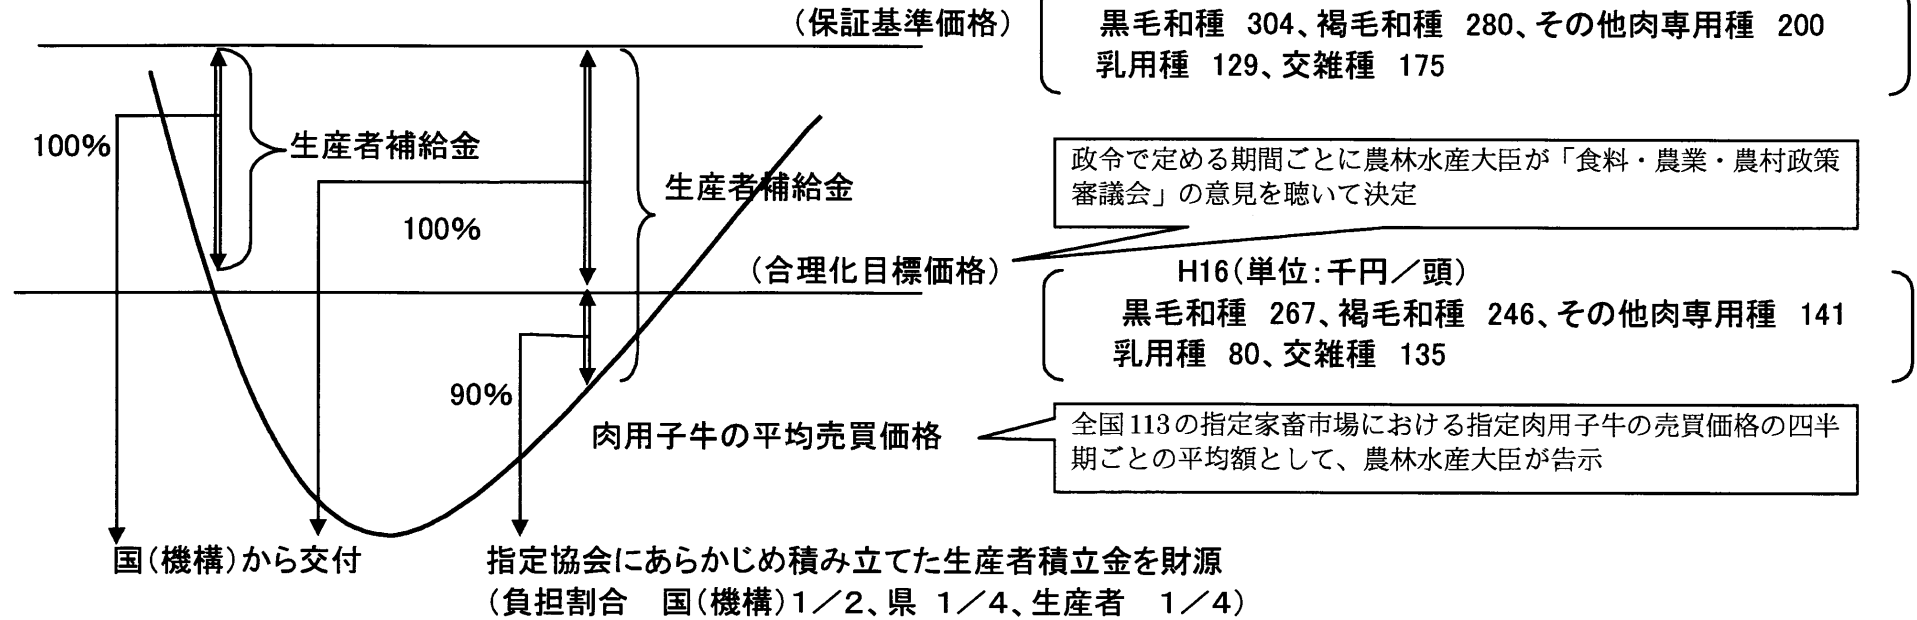 （保証基準価格）
黒毛和種 304、褐毛和種 280、その他肉専用種 200
乳用種 129、交雑種 175
100%
生産者補給金
政令で定める期間ごとに農林水産大臣が「食料・農業・農村政策
審議会」の意見を聴いて決定
生産者補給金
100%
（合理化目標価格）
H16（単位：千円／頭）
黒毛和種 267、褐毛和種 246、その他肉専用種 141
乳用種 80、交雑種 135
90%
肉用子牛の平均売買価格
全国113の指定家畜市場における指定肉用子牛の売買価格の四半
期ごとの平均額として、農林水産大臣が告示
国（機構）から交付
指定協会にあらかじめ積み立てた生産者積立金を財源
（負担割合　国（機構）１／２、県 １／４、生産者　１／４）